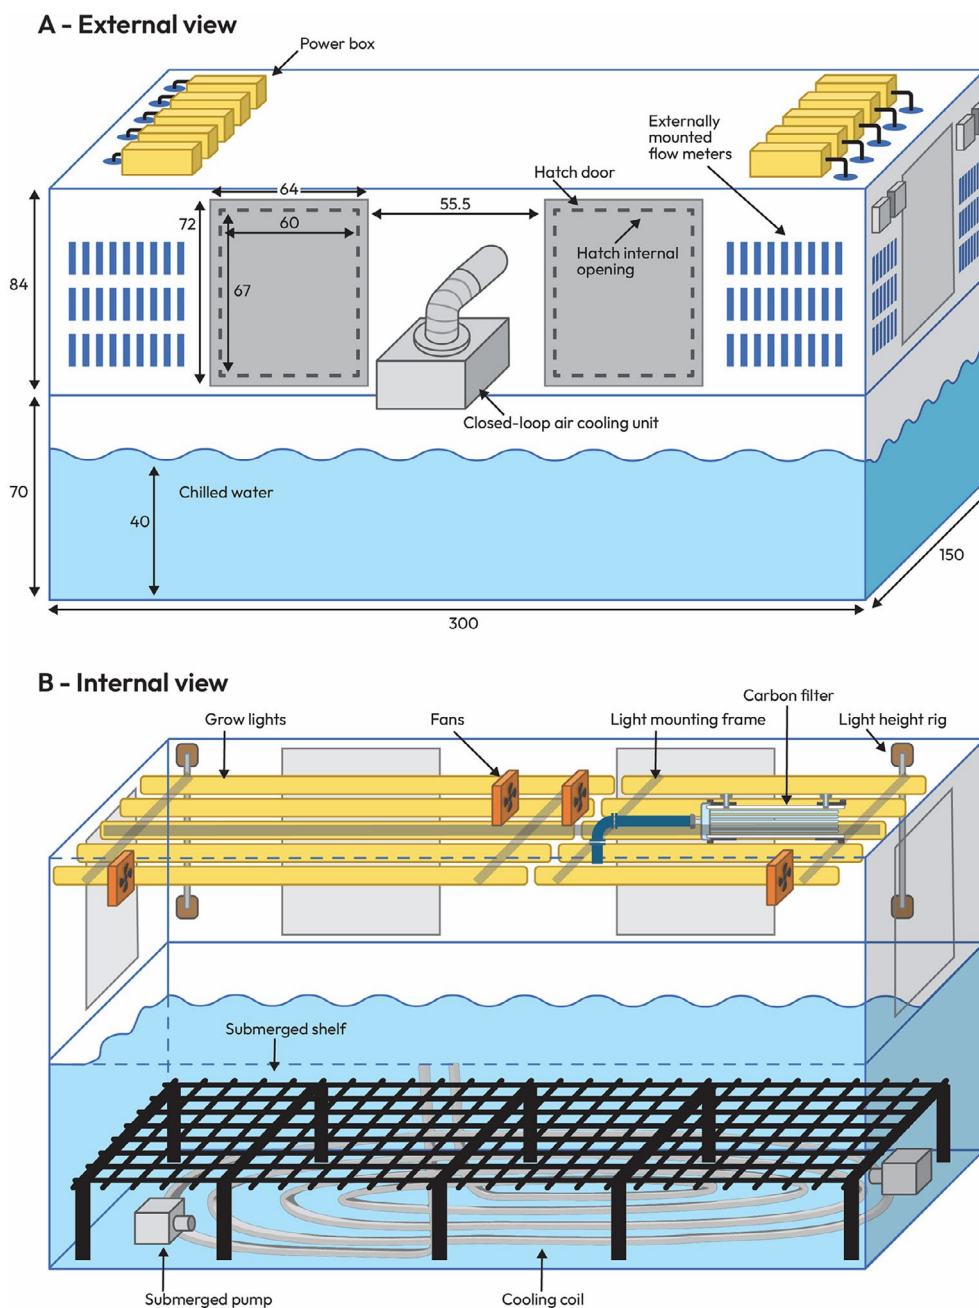 A - External view
Power box
Externally
mounted
flow meters
Hatch door
64
55.5
72
60
Hatch internal
opening
84
67
Closed-loop air cooling unit
70
Chilled water
40
150
300
B - Internal view
Carbon filter
Grow lights
Fans
Light mounting frame
Light height rig
Submerged shelf
Submerged pump
Cooling coil